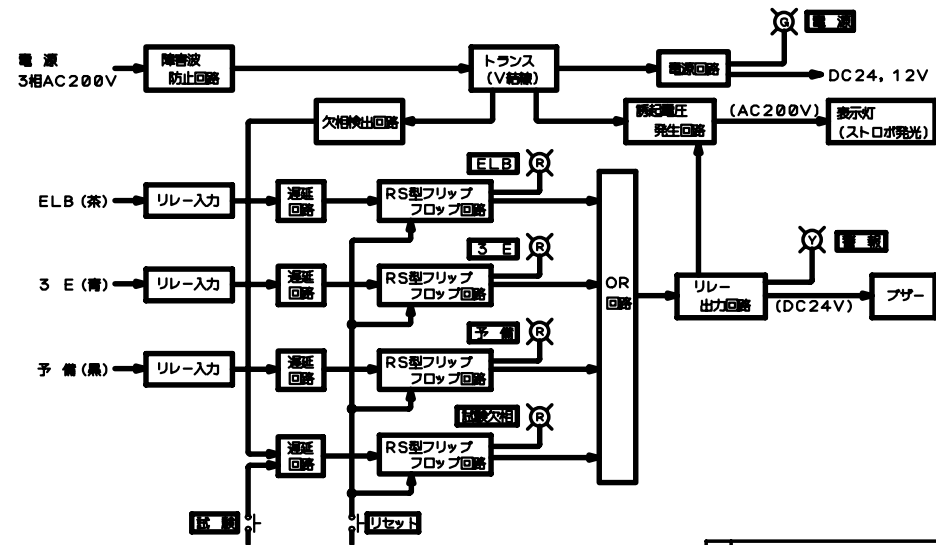 G
電 源
電 源
3相AC200V
障害波
防止回路
トランス
(V結線)
電源回路
DC24, 12V
欠相検出回路
誘起電圧
発生回路
(AC200V)
表示灯
(ストロボ発光)
ELB
R
ELB (茶)
リレー入力
遅延
回路
RS型フリップ
フロップ回路
3 E
R
Y
警 報
3 E (青)
リレー入力
遅延
回路
RS型フリップ
フロップ回路
OR
回路
リレー
出力回路
(DC24V)
ブザー
予 備
R
予 備 (黒)
リレー入力
遅延
回路
RS型フリップ
フロップ回路
試験欠相
R
遅延
回路
RS型フリップ
フロップ回路
試 験
リセット